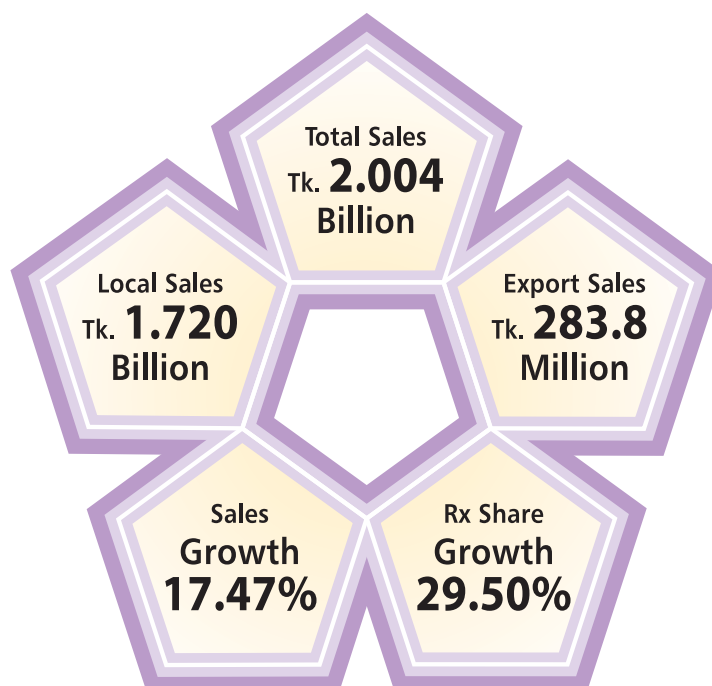 Total Sales
Tk. 2.004
Billion
Local Sales
Tk. 1.720
Billion
Export Sales
Tk. 283.8
Million
Sales
Growth
17.47%
Rx Share
Growth
29.50%